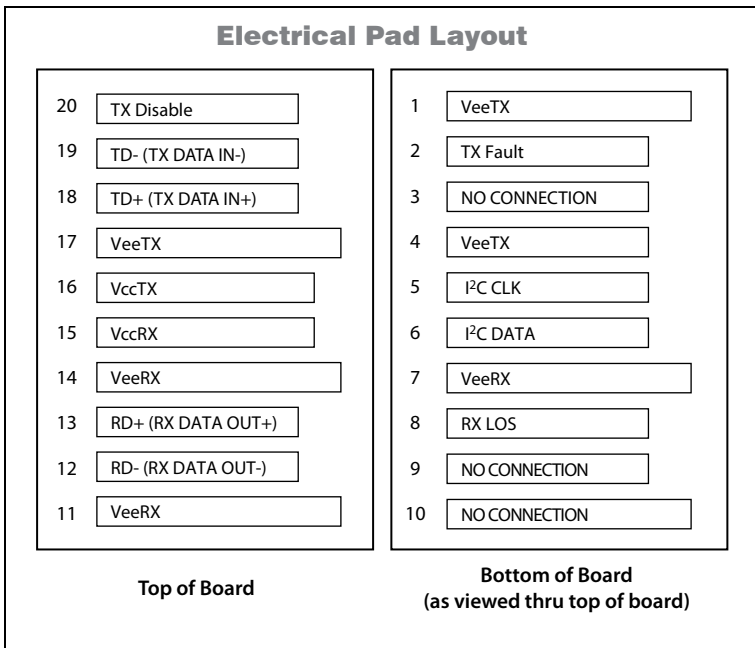 Electrical Pad Layout
20 TX Disable
19 TD- (TX DATA IN-)
18 TD+ (TX DATA IN+)
17 VeeTX
16 VccTX
15 VccRX
14 VeeRX
13 RD+ (RX DATA OUT+)
12 RD- (RX DATA OUT-)
11 VeeRX
Top of Board
1 VeeTX
2 TX Fault
3 NO CONNECTION
4 VeeTX
5 I²C CLK
6 I²C DATA
7 VeeRX
8 RX LOS
9 NO CONNECTION
10 NO CONNECTION
Bottom of Board
(as viewed thru top of board)